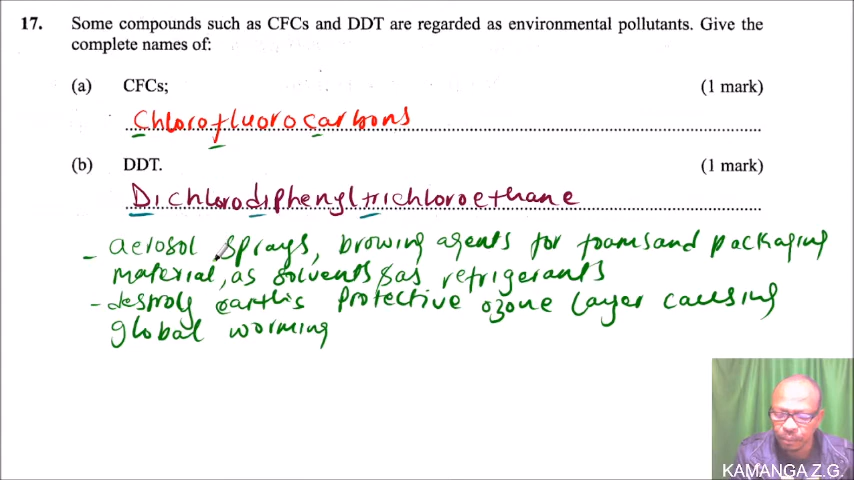 17. Some compounds such as CFCs and DDT are regarded as environmental pollutants. Give the
complete names of:
(a) CFCs; (1 mark)
Chlorofluorocarbons
(b) DDT. (1 mark)
Dichlorodiphenyltrichloroethane
- aerosol sprays, browing agents for foams and packaging
material, as solvents & as refrigerants
- destroy earth's protective ozone layer causing
global worming
KAMANGA Z.G.